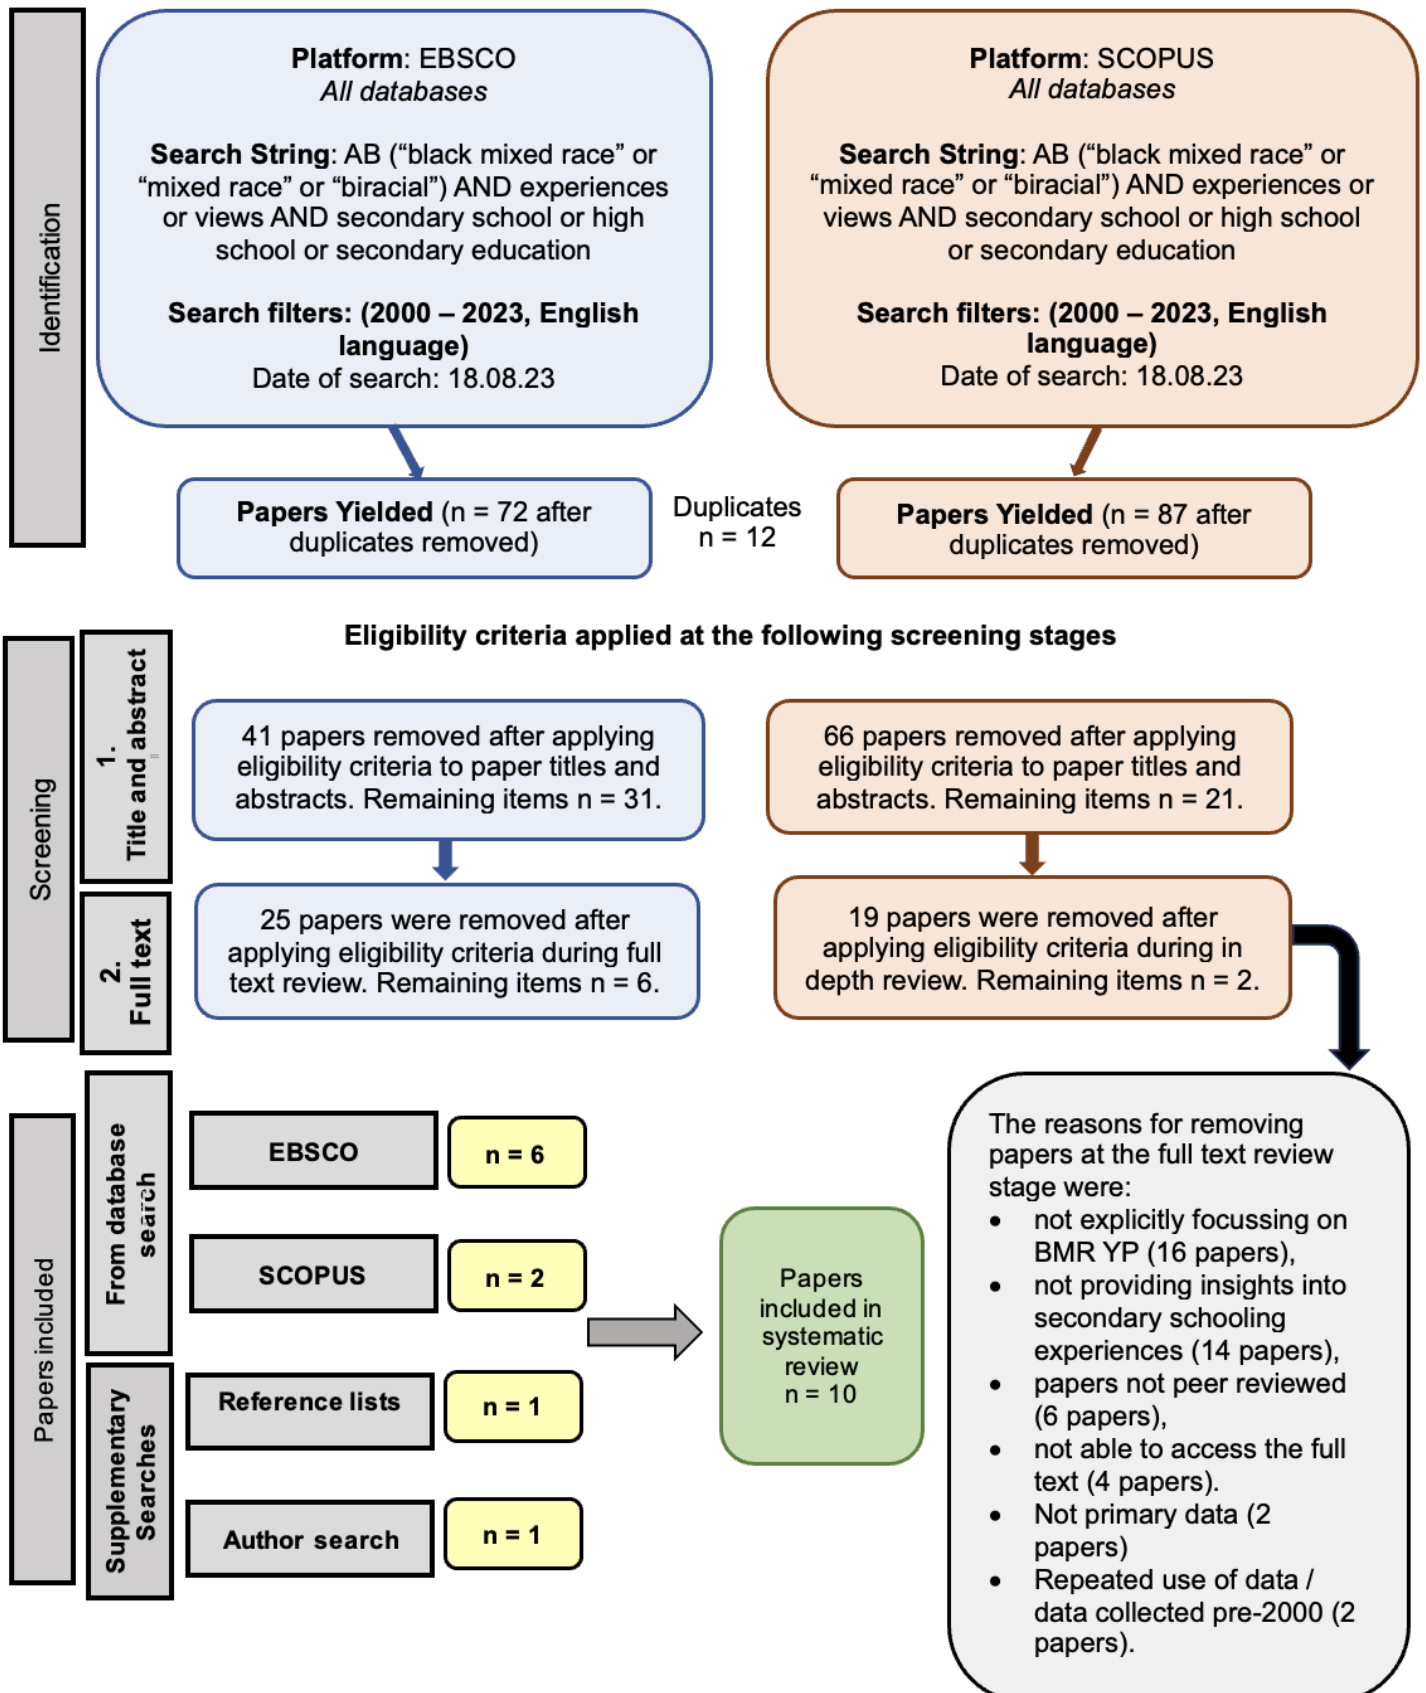 Identification
Platform: EBSCO
All databases
Search String: AB (“black mixed race” or
“mixed race” or “biracial”) AND experiences
or views AND secondary school or high
school or secondary education
Search filters: (2000 – 2023, English
language)
Date of search: 18.08.23
Platform: SCOPUS
All databases
Search String: AB (“black mixed race” or
“mixed race” or “biracial”) AND experiences or
views AND secondary school or high school
or secondary education
Search filters: (2000 – 2023, English
language)
Date of search: 18.08.23
Papers Yielded (n = 72 after
duplicates removed)
Duplicates
n = 12
Papers Yielded (n = 87 after
duplicates removed)
Eligibility criteria applied at the following screening stages
Screening
1.
Title and abstract
41 papers removed after applying
eligibility criteria to paper titles and
abstracts. Remaining items n = 31.
66 papers removed after applying
eligibility criteria to paper titles and
abstracts. Remaining items n = 21.
2.
Full text
25 papers were removed after
applying eligibility criteria during full
text review. Remaining items n = 6.
19 papers were removed after
applying eligibility criteria during in
depth review. Remaining items n = 2.
Papers included
From database
search
EBSCO
n = 6
SCOPUS
n = 2
Supplementary
Searches
Reference lists
n = 1
Author search
n = 1
Papers
included in
systematic
review
n = 10
The reasons for removing
papers at the full text review
stage were:
• not explicitly focussing on
BMR YP (16 papers),
• not providing insights into
secondary schooling
experiences (14 papers),
• papers not peer reviewed
(6 papers),
• not able to access the full
text (4 papers).
• Not primary data (2
papers)
• Repeated use of data /
data collected pre-2000 (2
papers).